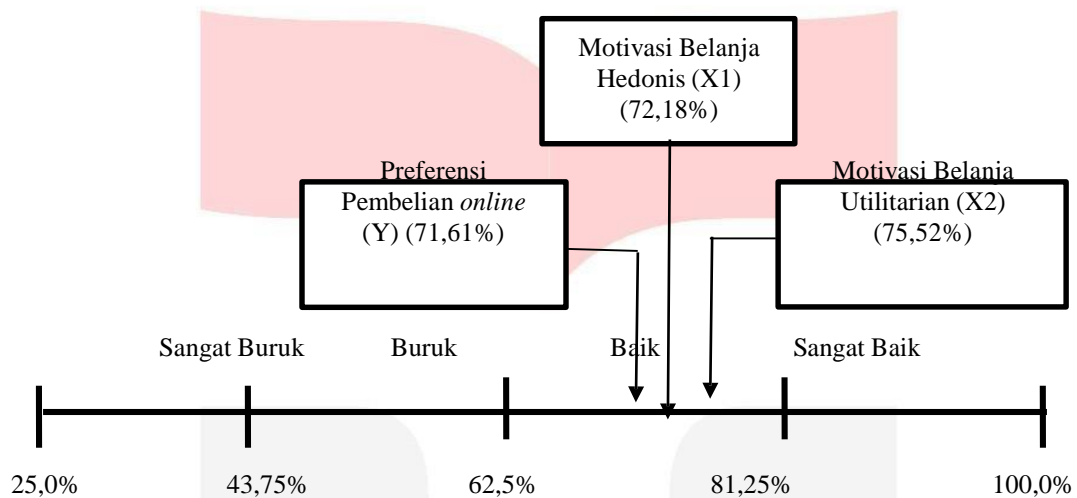 Motivasi Belanja
Hedonis (X1)
(72,18%)
Preferensi
Pembelian online
(Y) (71,61%)
Motivasi Belanja
Utilitarian (X2)
(75,52%)
Sangat Buruk Buruk Baik Sangat Baik
25,0% 43,75% 62,5% 81,25% 100,0%